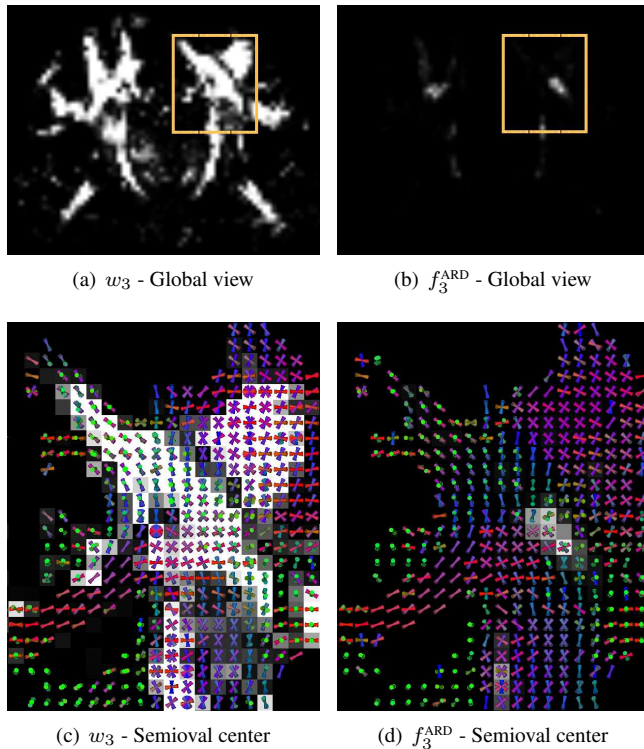 (a) w₃ - Global view
(b) f₃ᴬᴿᴰ - Global view
(c) w₃ - Semioval center
(d) f₃ᴬᴿᴰ - Semioval center